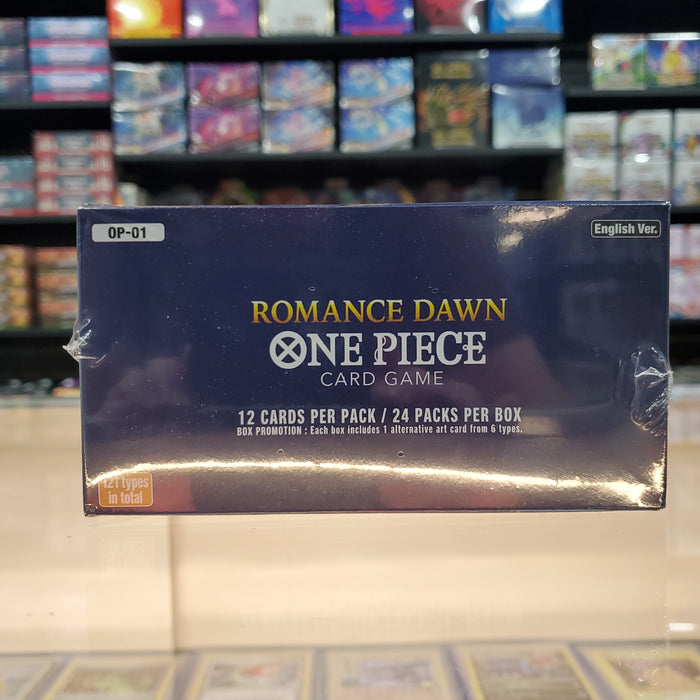 OP-01
English Ver.
ROMANCE DAWN
ONE PIECE
CARD GAME
12 CARDS PER PACK / 24 PACKS PER BOX
BOX PROMOTION : Each box includes 1 alternative art card from 6 types.
121 types
in total